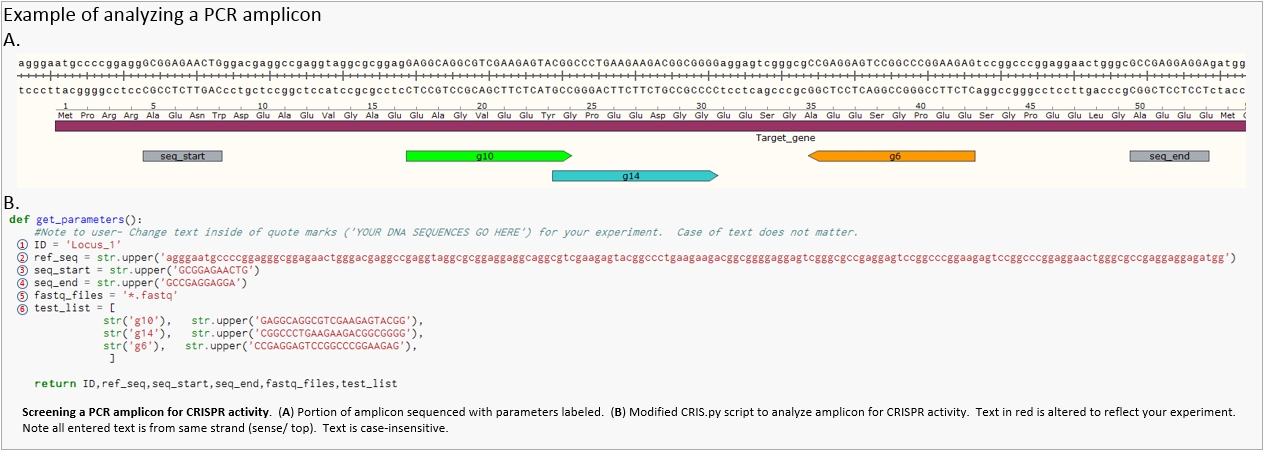 Example of analyzing a PCR amplicon
A.
agggaatgccccggaggGCGGAGAACTGggacgaggccgaggtaggcgcggagGAGGCAGGCGTCGAAGAGTACGGCCCTGAAGAAGACGGCGGGGaggagtcgggcgCCGAGGAGTCCGGCCCGGAAGAGtccggcccggaggaactgggcGCCGAGGAGGAgatgg
tcccttacggggcctccCGCCTCTTGACcctgctccggctccatccgcgcctcCTCCGTCCGCAGCTTCTCATGCCGGGACTTCTTCTGCCGCCCCtcctcagcccgcGGCTCCTCAGGCCGGGCCTTCTCaggccgggcctccttgacccgCGGCTCCTCCTctacc
1 5 10 15 20 25 30 35 40 45 50
Met Pro Arg Arg Ala Glu Asn Trp Asp Glu Ala Glu Val Gly Ala Glu Glu Ala Gly Val Glu Glu Tyr Gly Pro Glu Glu Asp Gly Gly Glu Glu Ser Gly Ala Glu Glu Ser Gly Pro Glu Glu Ser Gly Pro Glu Glu Leu Gly Ala Glu Glu Glu Met
Target_gene
seq_start g10 g6 seq_end
g14
B.
def get_parameters():
#Note to user- Change text inside of quote marks ('YOUR DNA SEQUENCES GO HERE') for your experiment. Case of text does not matter.
1 ID = 'Locus_1'
2 ref_seq = str.upper('agggaatgccccggagggcggagaactgggacgaggccgaggtaggcgcggaggaggcaggcgtcgaagagtacggccctgaagaagacggcggggaggagtcgggcgccgaggagtccggcccggaagagtccggcccggaggaactgggcgccgaggaggagatgg')
3 seq_start = str.upper('GCGGAGAACTG')
4 seq_end = str.upper('GCCGAGGAGGA')
5 fastq_files = '*.fastq'
6 test_list = [
str('g10'), str.upper('GAGGCAGGCGTCGAAGAGTACGG'),
str('g14'), str.upper('CGGCCCTGAAGAAGACGGCGGGG'),
str('g6'), str.upper('CCGAGGAGTCCGGCCCGGAAGAG'),
]
return ID,ref_seq,seq_start,seq_end,fastq_files,test_list
Screening a PCR amplicon for CRISPR activity. (A) Portion of amplicon sequenced with parameters labeled. (B) Modified CRIS.py script to analyze amplicon for CRISPR activity. Text in red is altered to reflect your experiment.
Note all entered text is from same strand (sense/ top). Text is case-insensitive.